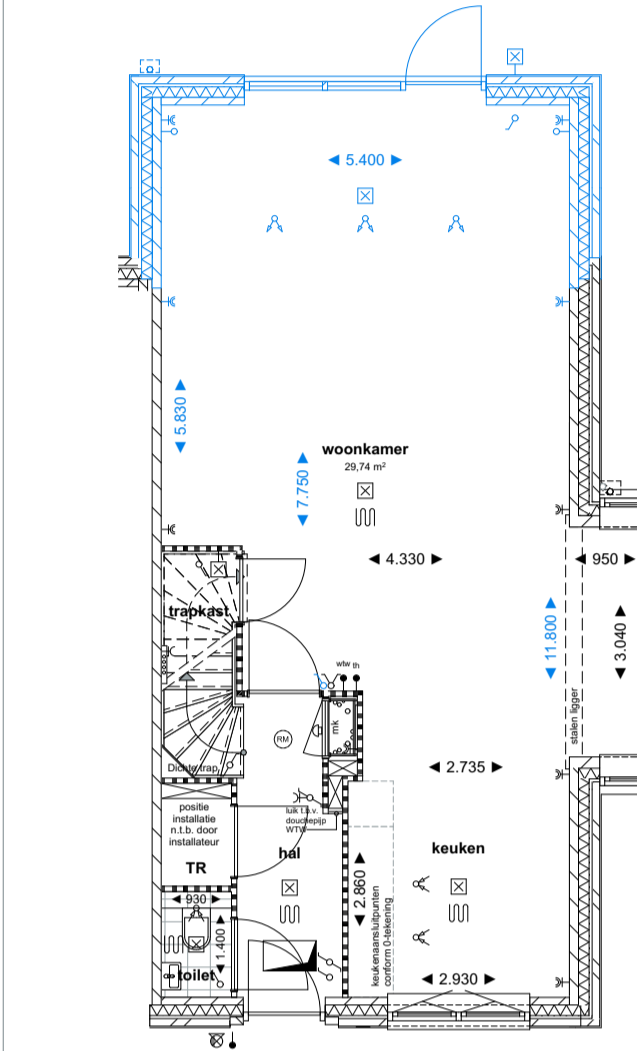 ◄ 5.400 ►
◄ 5.830 ►
woonkamer
29,74 m²
◄ 7.750 ►
◄ 4.330 ►
◄ 950 ►
trapkast
◄ 11.800 ►
◄ 3.040 ►
wtw th
stalen ligger
mk
RM
Dichte trap
◄ 2.735 ►
positie
installatie
n.t.b. door
installateur
TR
luik t.b.v.
douchepijp
WTW
hal
keuken
◄ 2.860 ►
◄ 930 ►
keukenaansluitpunten
conform 0-tekening
◄ 1.400 ►
toilet
◄ 2.930 ►